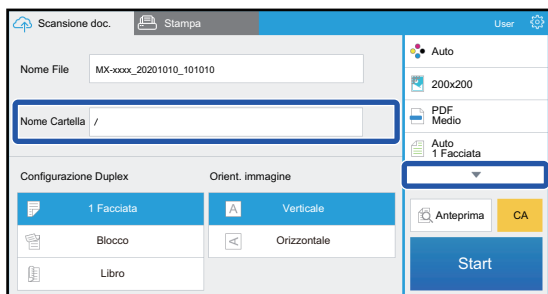 Scansione doc.
Stampa
User
Nome File
MX-xxxx_20201010_101010
Nome Cartella
/
Configurazione Duplex
Orient. immagine
1 Facciata
Blocco
Libro
A
Verticale
A
Orizzontale
Auto
200x200
PDF
Medio
Auto
1 Facciata
Anteprima
CA
Start